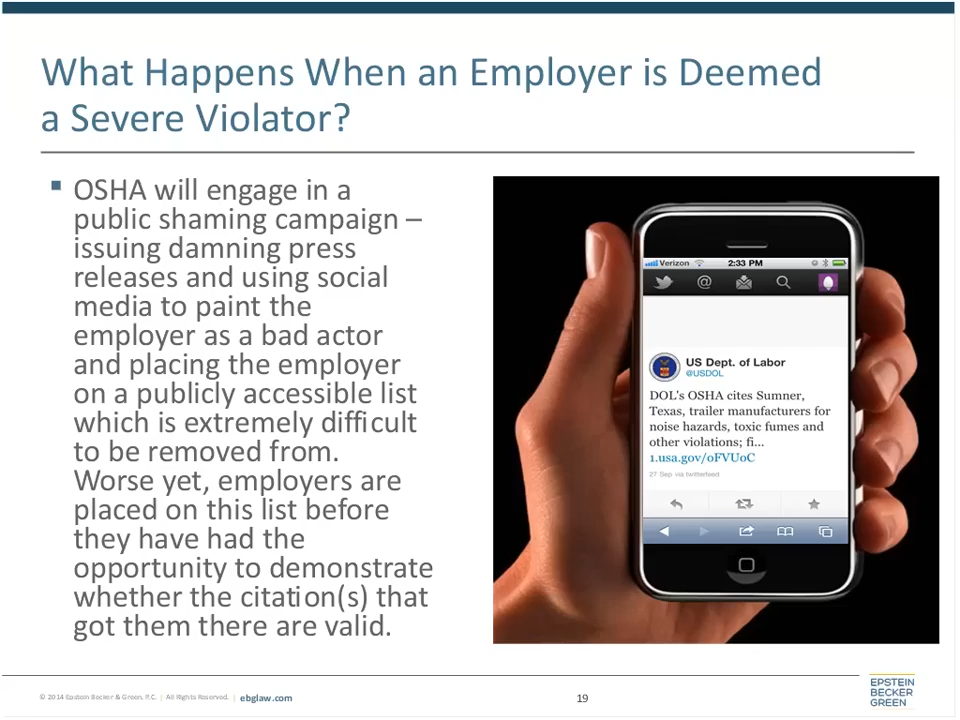 What Happens When an Employer is Deemed
a Severe Violator?
OSHA will engage in a
public shaming campaign –
issuing damning press
releases and using social
media to paint the
employer as a bad actor
and placing the employer
on a publicly accessible list
which is extremely difficult
to be removed from.
Worse yet, employers are
placed on this list before
they have had the
opportunity to demonstrate
whether the citation(s) that
got them there are valid.
Verizon 2:33 PM
@
US Dept. of Labor
@USDOL
DOL's OSHA cites Sumner,
Texas, trailer manufacturers for
noise hazards, toxic fumes and
other violations; fi...
1.usa.gov/oFVUoC
27 Sep via twitterfeed
© 2014 Epstein Becker & Green, P.C. | All Rights Reserved. | ebglaw.com
19
EPSTEIN
BECKER
GREEN